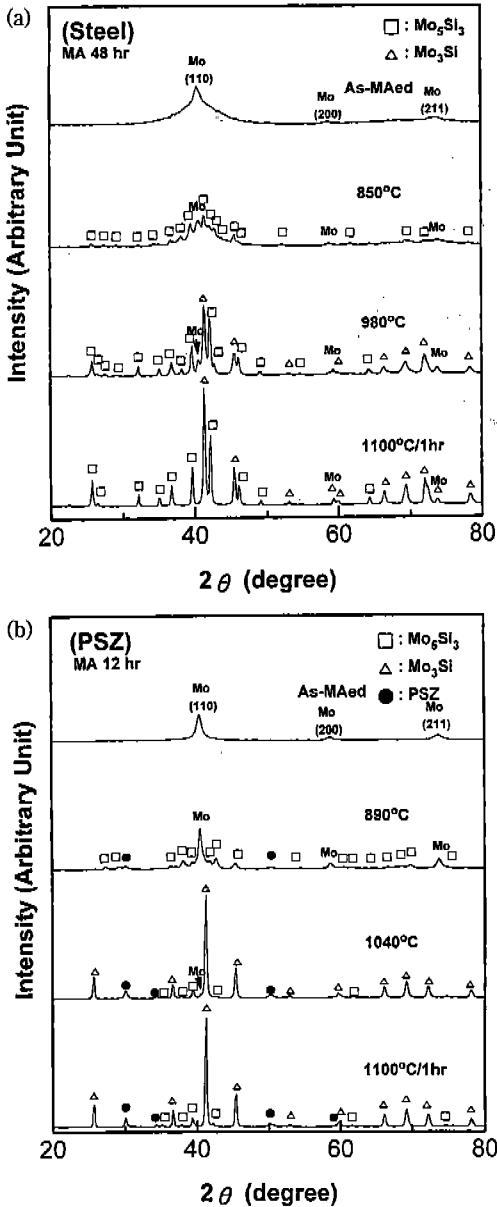 (a)
(Steel)
MA 48 hr
□ : Mo₅Si₃
△ : Mo₃Si
Mo
(110)
As-MAed
Mo
(200)
Mo
(211)
850°C
Mo
Mo
Mo
980°C
Mo
Mo
Mo
1100°C/1hr
Mo
Mo
Intensity (Arbitrary Unit)
20 40 60 80
2 θ (degree)
(b)
(PSZ)
MA 12 hr
□ : Mo₅Si₃
△ : Mo₃Si
● : PSZ
Mo
(110)
As-MAed
Mo
(200)
Mo
(211)
890°C
Mo
Mo
Mo
1040°C
Mo
1100°C/1hr
Intensity (Arbitrary Unit)
20 40 60 80
2 θ (degree)